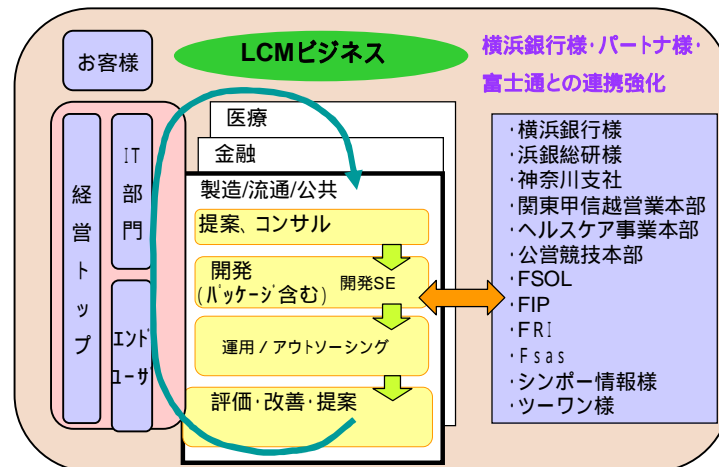 お客様
LCMビジネス
横浜銀行様・パートナ様・
富士通との連携強化
経営トップ
IT部門
エンドユーザ
医療
金融
製造/流通/公共
提案、コンサル
開発
(パッケージ含む)
開発SE
運用 / アウトソーシング
評価・改善・提案
・横浜銀行様
・浜銀総研様
・神奈川支社
・関東甲信越営業本部
・ヘルスケア事業本部
・公営競技本部
・FSOL
・FIP
・FRI
・Fsas
・シンポー情報様
・ツーワン様